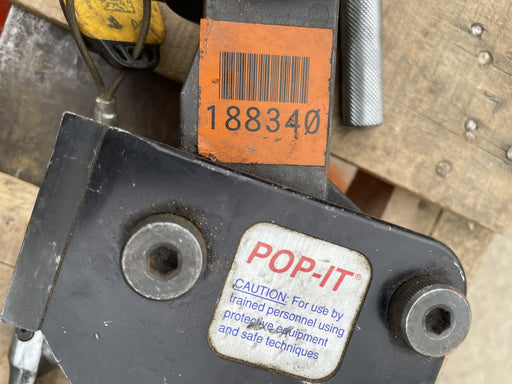 188340
POP-IT®
CAUTION: For use by
trained personnel using
protective equipment
and safe techniques